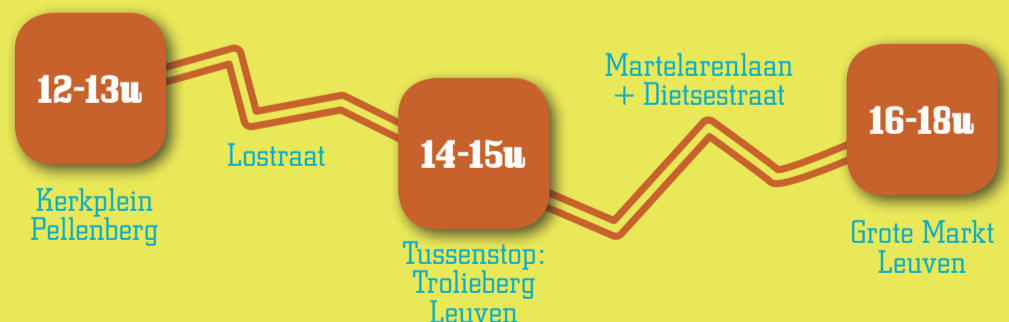 12-13u
Kerkplein
Pellenberg
Lostraat
14-15u
Tussenstop:
Trolieberg
Leuven
Martelarenlaan
+ Dietsestraat
16-18u
Grote Markt
Leuven